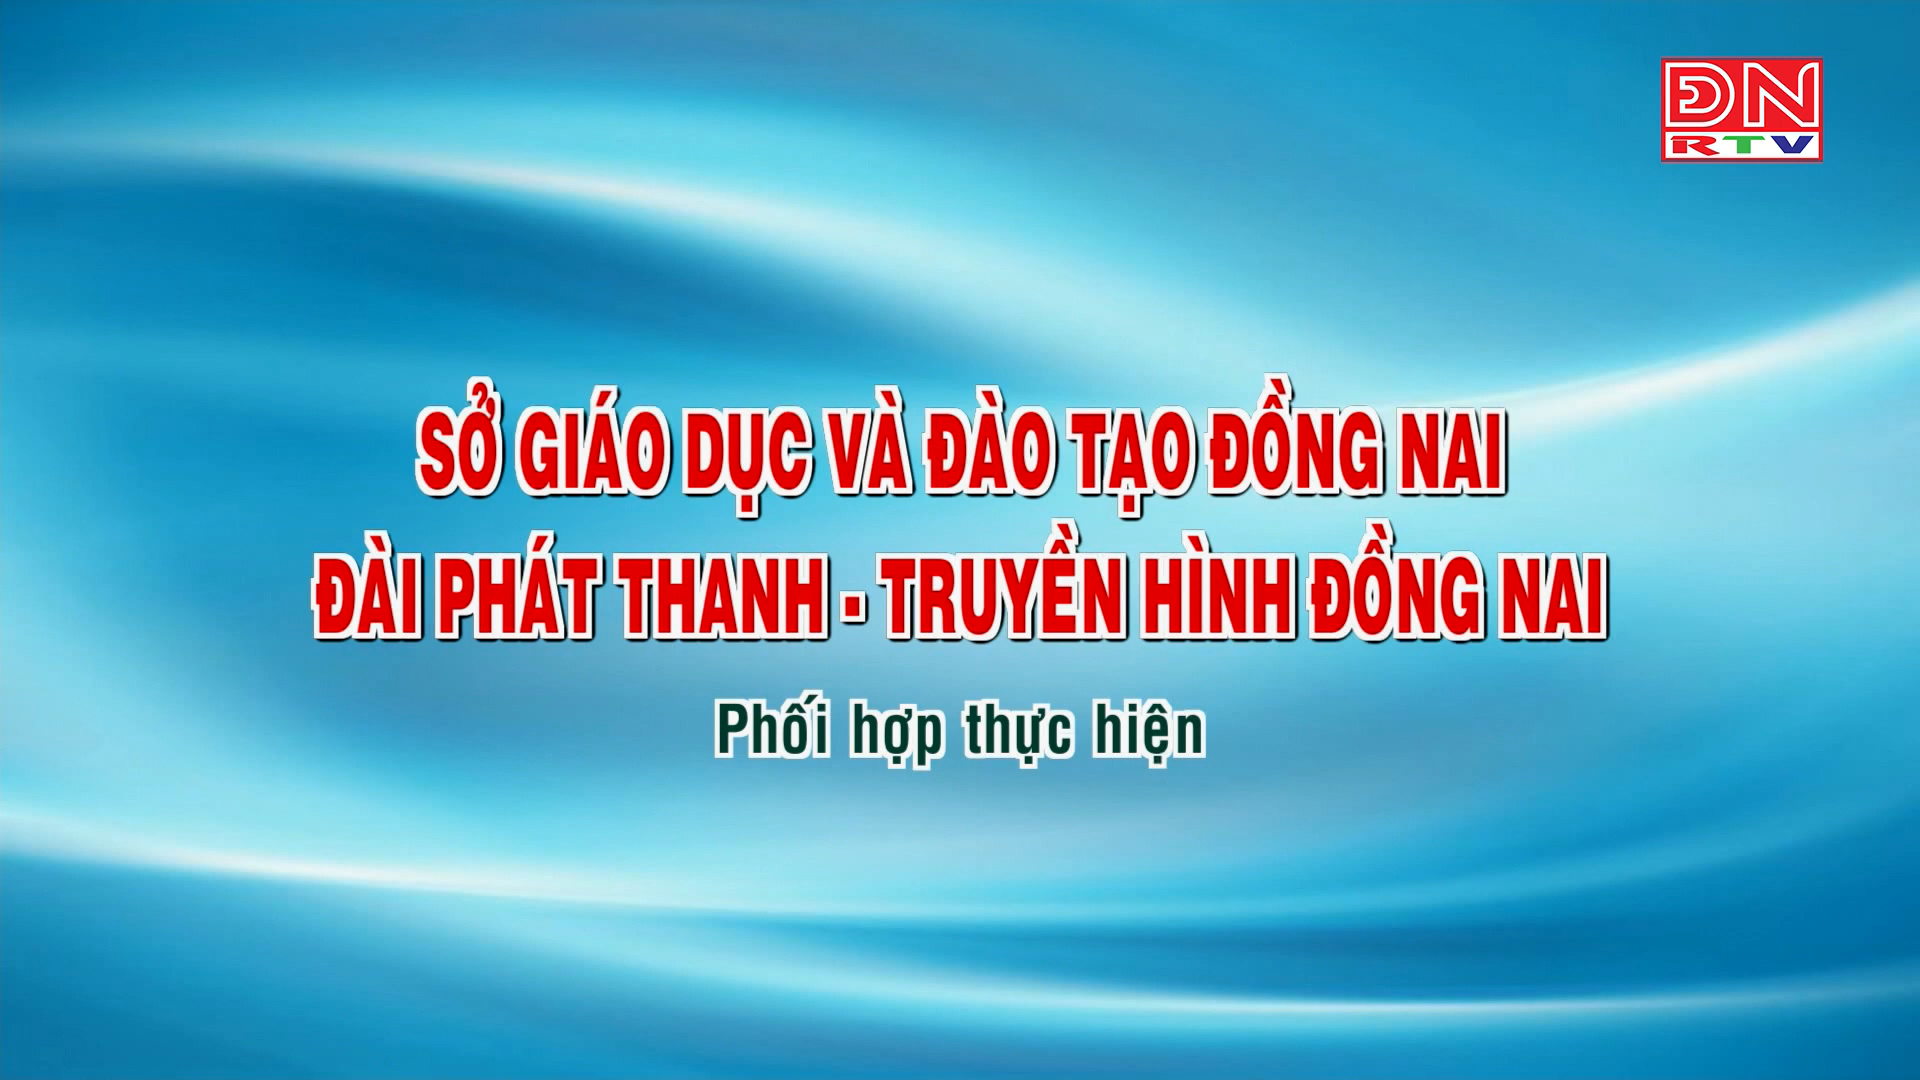 ĐN
RTV
SỞ GIÁO DỤC VÀ ĐÀO TẠO ĐỒNG NAI
ĐÀI PHÁT THANH - TRUYỀN HÌNH ĐỒNG NAI
Phối hợp thực hiện